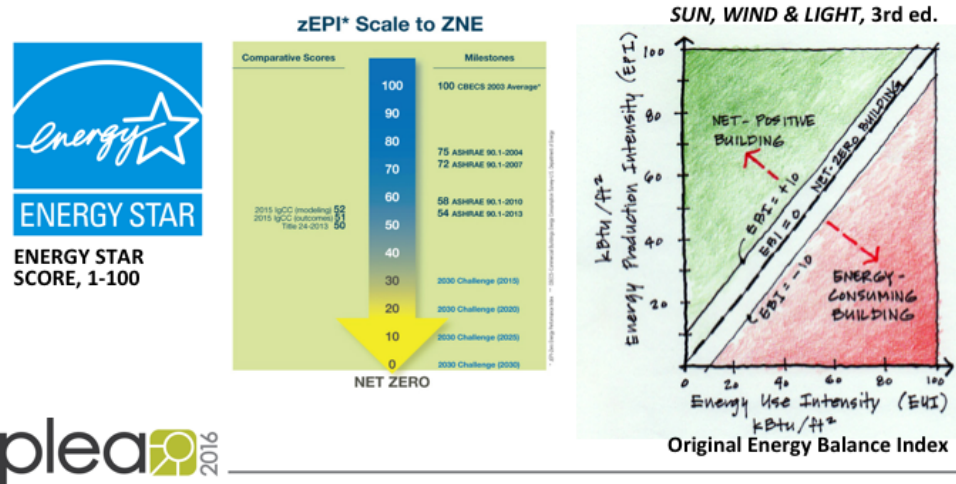 energy
ENERGY STAR
ENERGY STAR
SCORE, 1-100
zEPI* Scale to ZNE
Comparative Scores
Milestones
100
90
80
70
60
50
40
30
20
10
0
100 CBECS 2003 Average*
75 ASHRAE 90.1-2004
72 ASHRAE 90.1-2007
58 ASHRAE 90.1-2010
54 ASHRAE 90.1-2013
2015 IgCC (modeling) 52
2015 IgCC (outcomes) 51
Title 24-2013 50
2030 Challenge (2015)
2030 Challenge (2020)
2030 Challenge (2025)
2030 Challenge (2030)
NET ZERO
SUN, WIND & LIGHT, 3rd ed.
Energy Production Intensity (EPI)
kBtu/ft²
100
80
60
40
20
NET-POSITIVE
BUILDING
NET-ZERO BUILDING
EBI = +10
EBI = 0
EBI = -10
ENERGY-
CONSUMING
BUILDING
0
20
40
60
80
100
Energy Use Intensity (EUI)
kBtu/ft²
Original Energy Balance Index
plea
2016